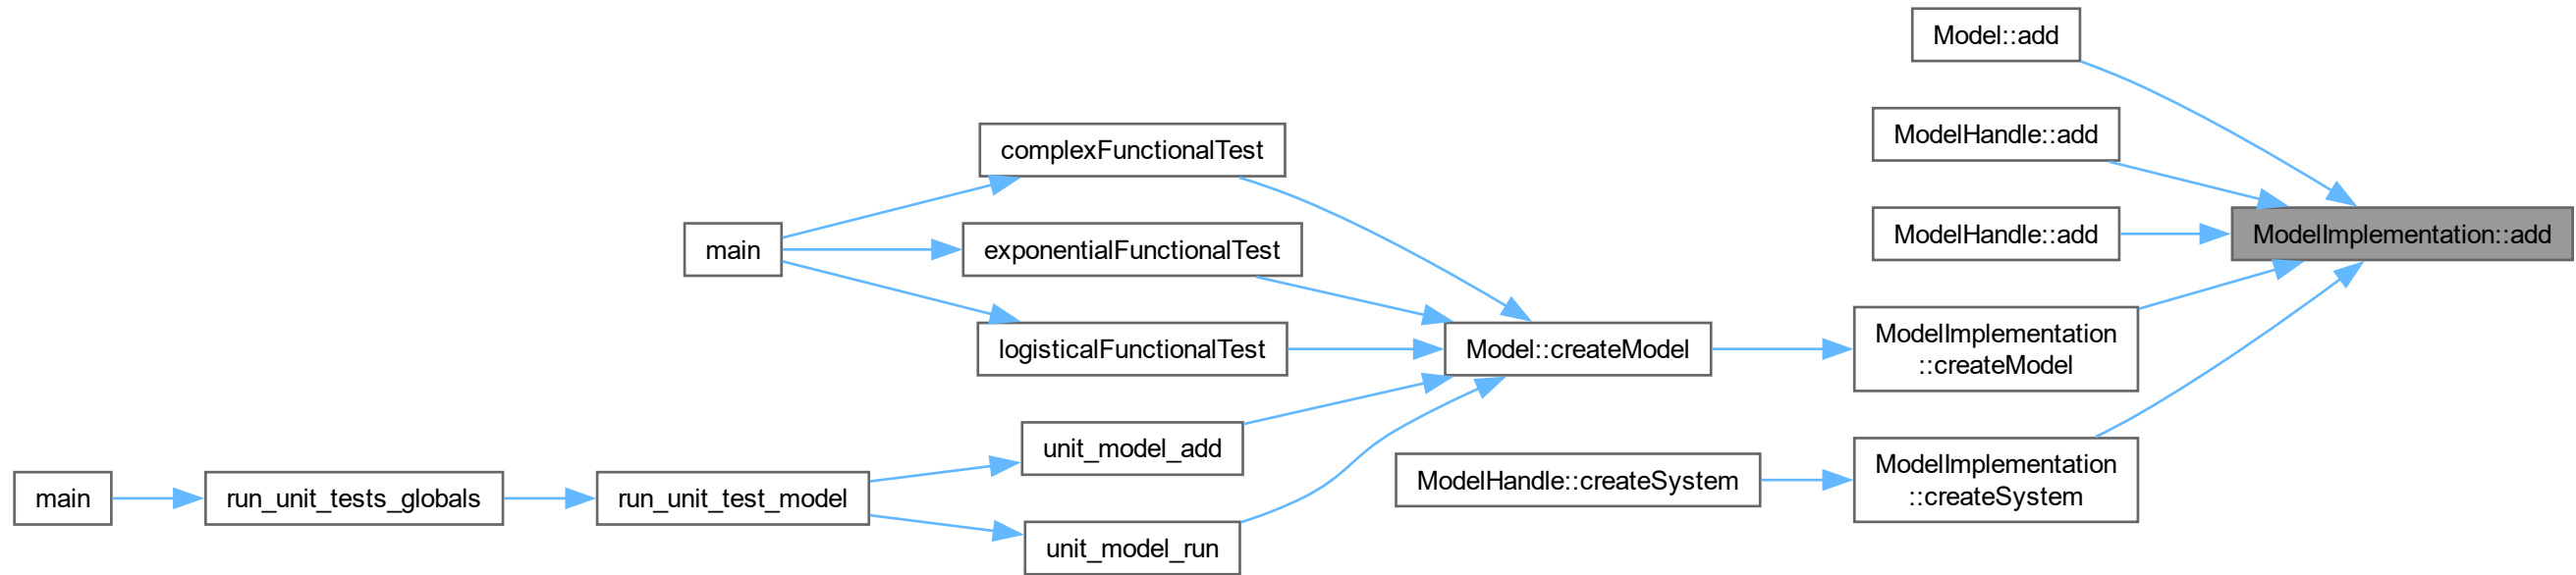 Model::add
ModelHandle::add
complexFunctionalTest
main
exponentialFunctionalTest
ModelHandle::add
ModelImplementation::add
logisticalFunctionalTest
Model::createModel
ModelImplementation
::createModel
unit_model_add
main
run_unit_tests_globals
run_unit_test_model
ModelHandle::createSystem
ModelImplementation
::createSystem
unit_model_run